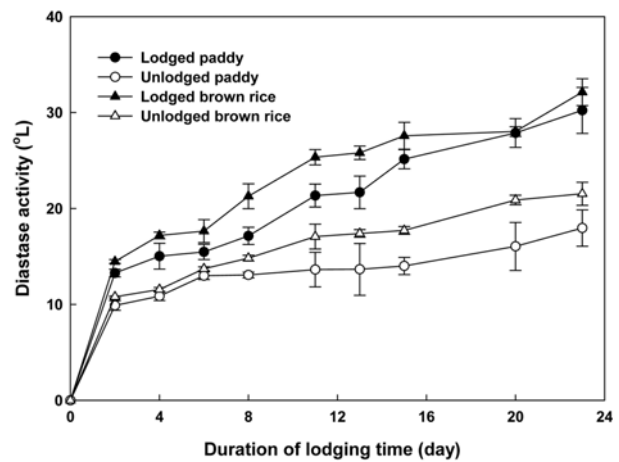 40
30
20
10
0
Diastase activity (°L)
Lodged paddy
Unlodged paddy
Lodged brown rice
Unlodged brown rice
0 4 8 12 16 20 24
Duration of lodging time (day)